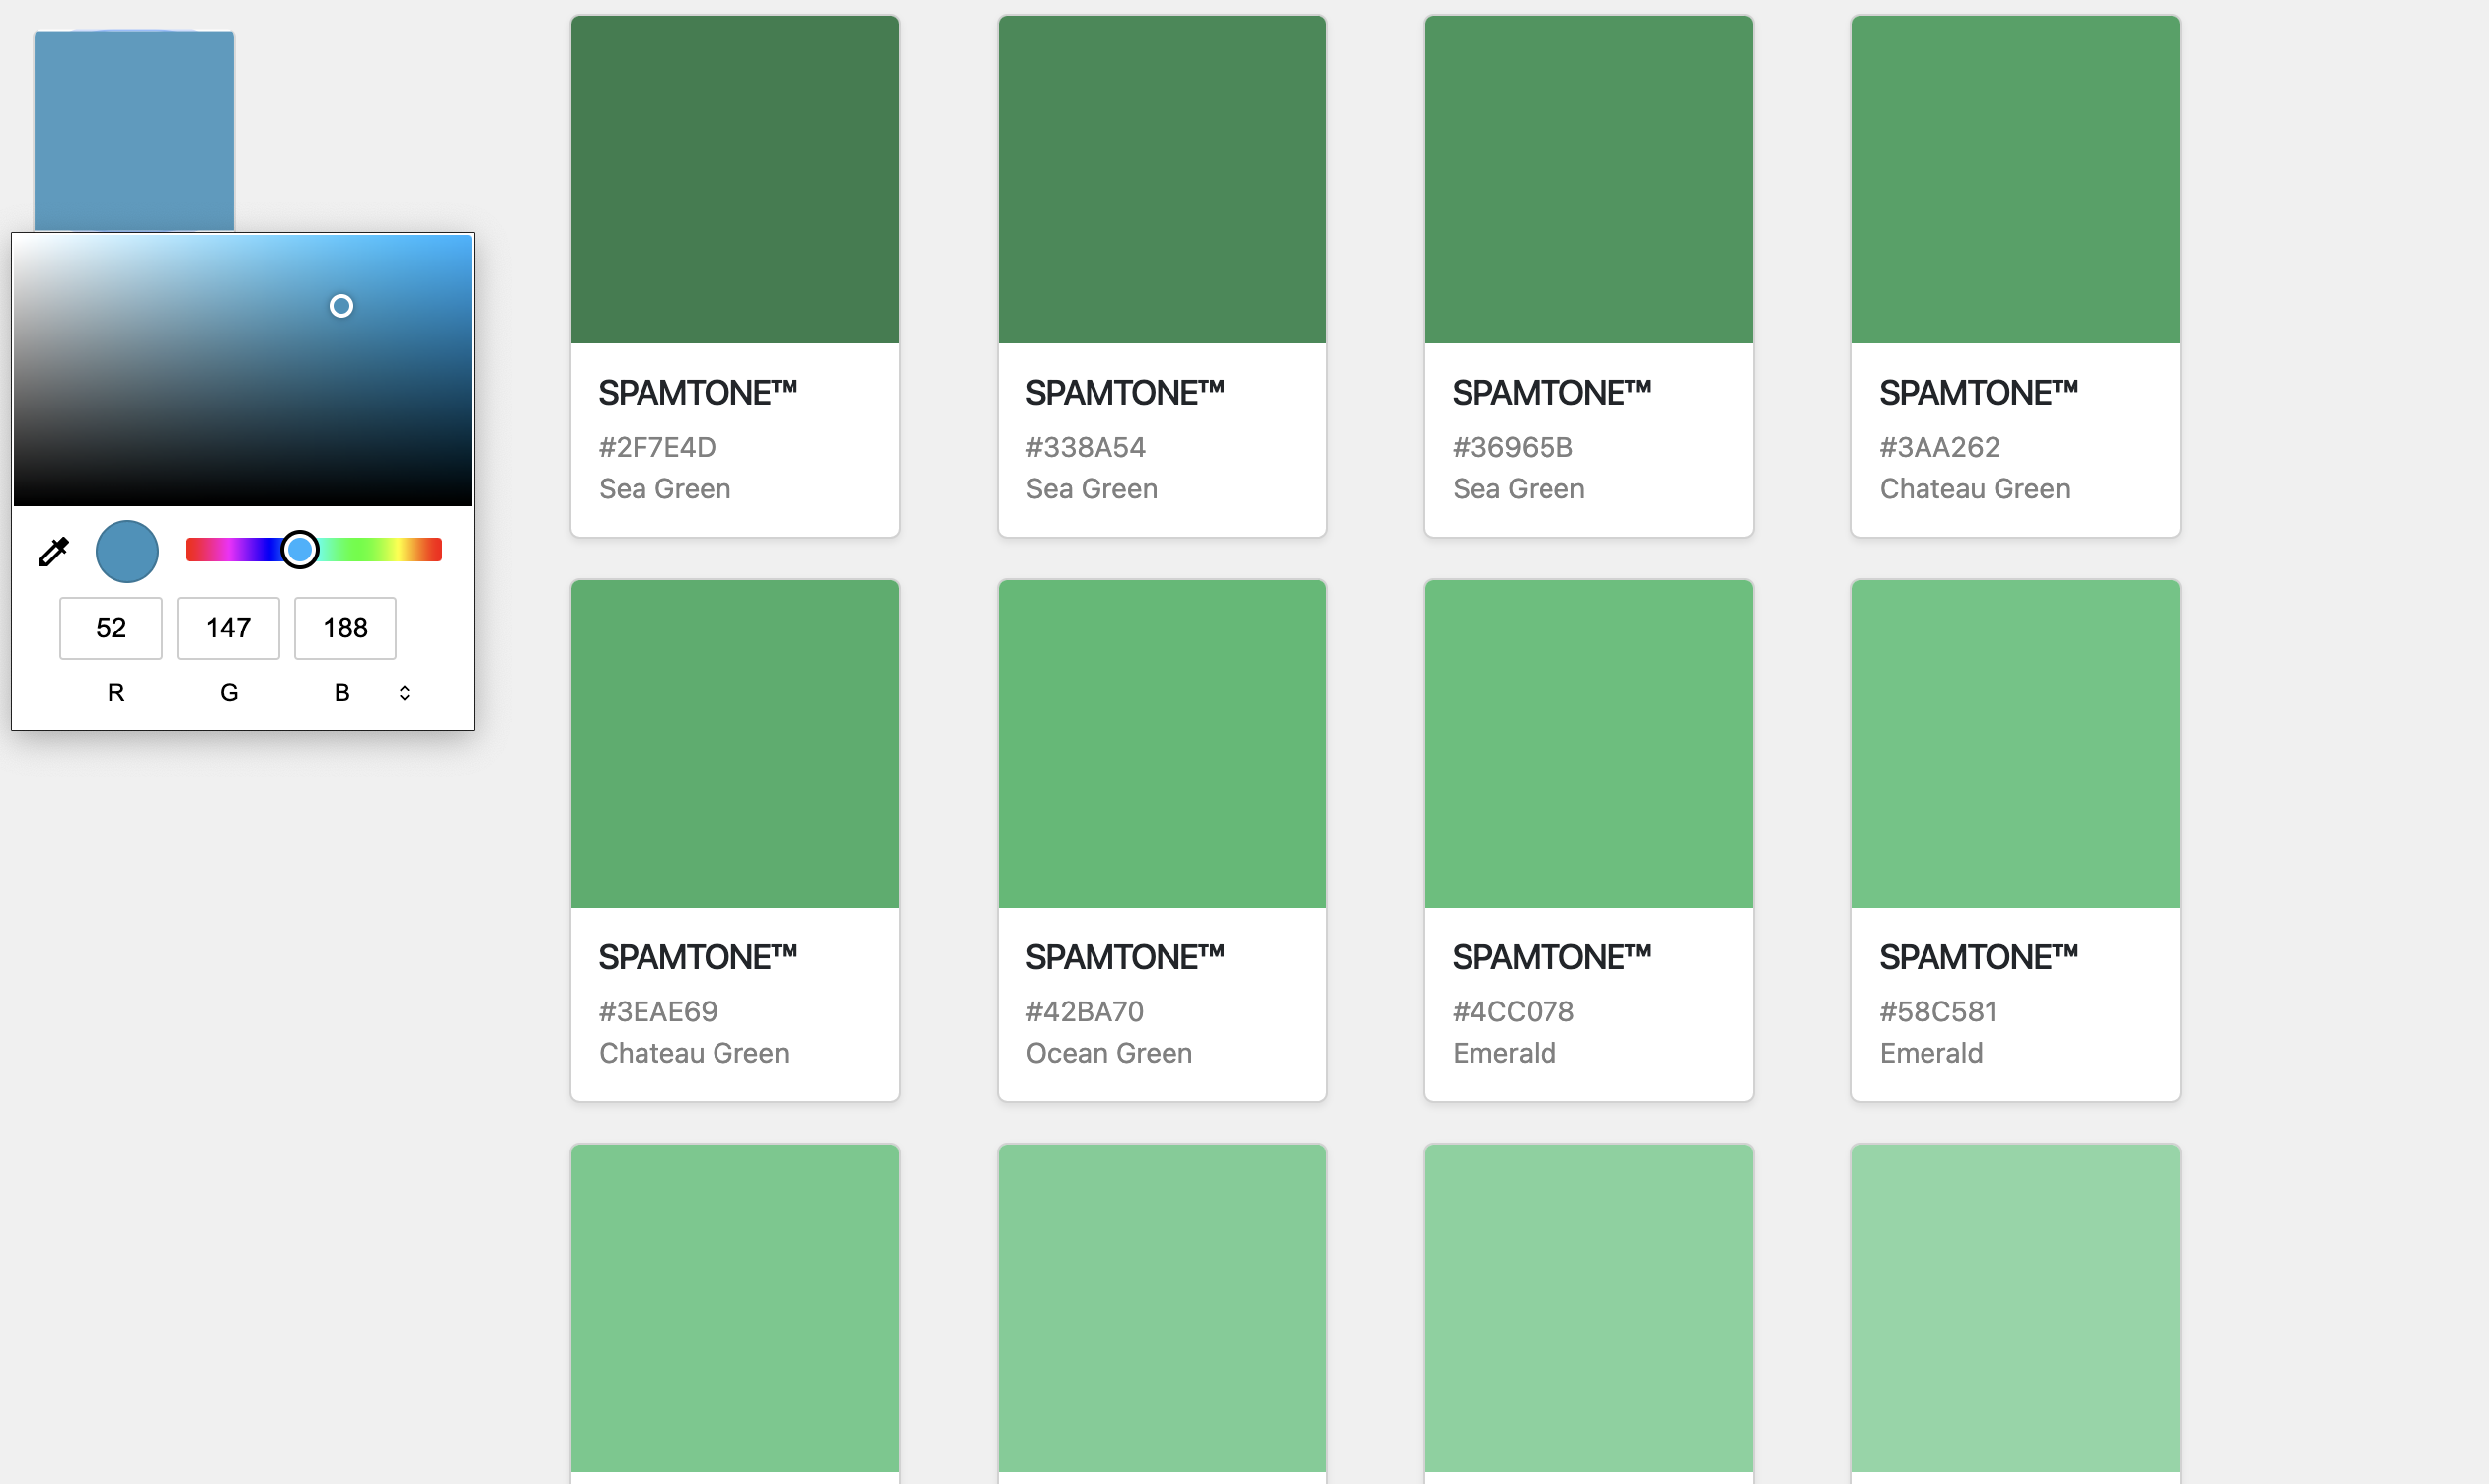 SPAMTONE™
#2F7E4D
Sea Green
SPAMTONE™
#338A54
Sea Green
SPAMTONE™
#36965B
Sea Green
SPAMTONE™
#3AA262
Chateau Green
52 147 188
R G B
SPAMTONE™
#3EAE69
Chateau Green
SPAMTONE™
#42BA70
Ocean Green
SPAMTONE™
#4CC078
Emerald
SPAMTONE™
#58C581
Emerald